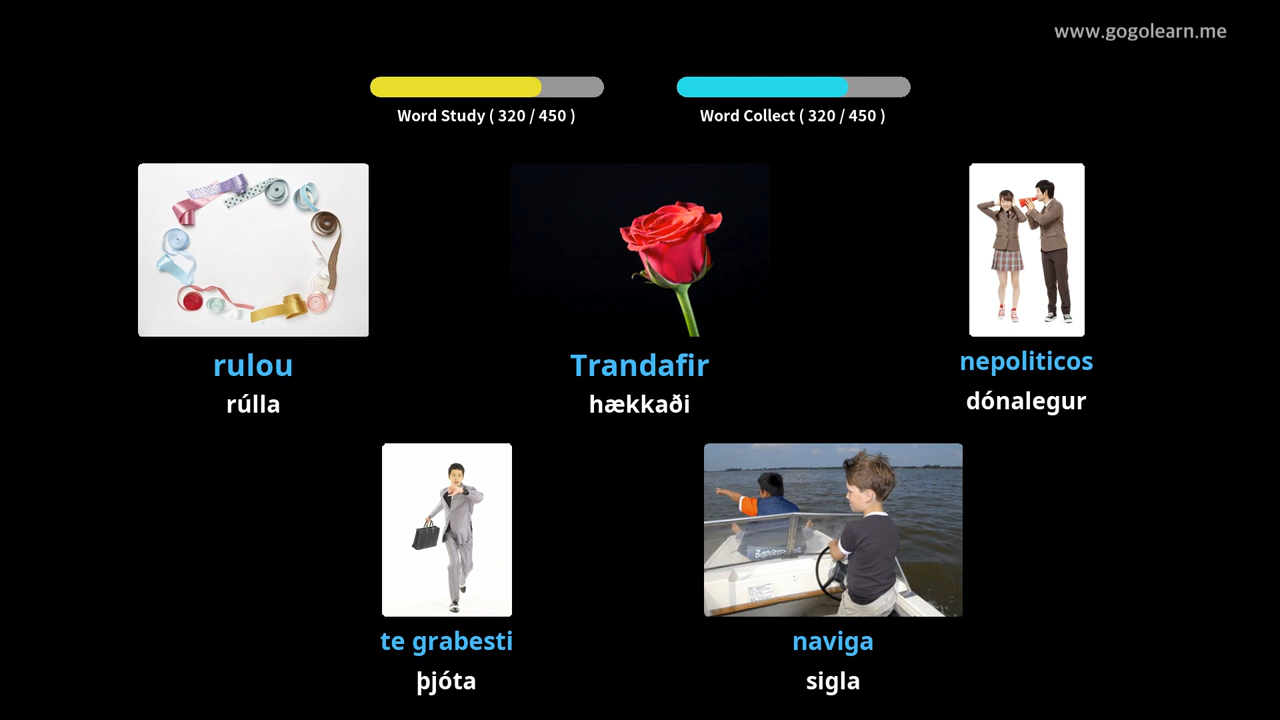 www.gogolearn.me
Word Study ( 320 / 450 )
Word Collect ( 320 / 450 )
rulou
rúlla
Trandafir
hækkaði
nepoliticos
dónalegur
te grabesti
þjóta
naviga
sigla